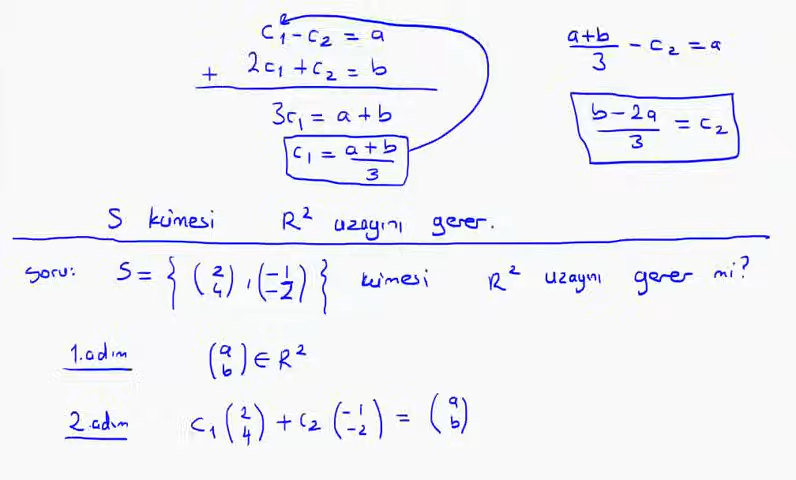 c₁ - c₂ = a
+ 2c₁ + c₂ = b
3c₁ = a + b
c₁ = (a + b)/3
(a+b)/3 - c₂ = a
(b - 2a)/3 = c₂
S kümesi R² uzayını gerer.
Soru: S = { (2 4), (-1 -2) } kümesi R² uzayını gerer mi?
1.adım (a b) ∈ R²
2.adım c₁ (2 4) + c₂ (-1 -2) = (a b)